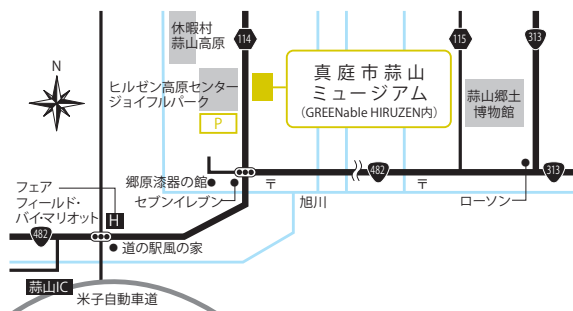 休暇村
蒜山高原
114
115
313
N
ヒルゼン高原センター
ジョイフルパーク
P
真庭市蒜山
ミュージアム
(GREENable HIRUZEN内)
蒜山郷土
博物館
郷原漆器の館
セブンイレブン
〒
旭川
482
〒
ローソン
313
フェア
フィールド・
バイ・マリオット
H
482
道の駅風の家
蒜山IC
米子自動車道